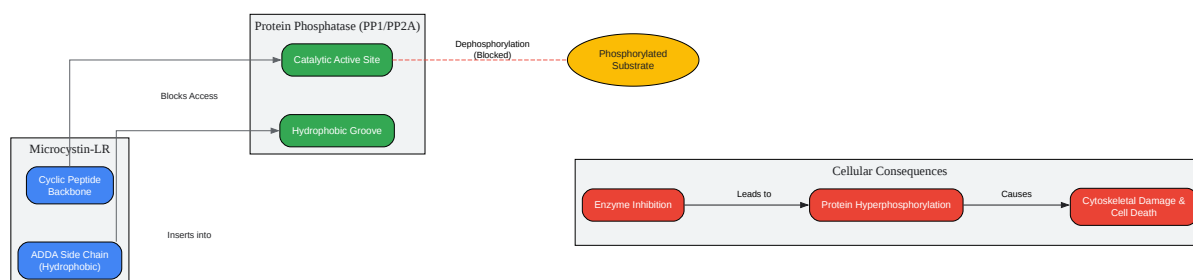 Protein Phosphatase (PP1/PP2A)
Catalytic Active Site
Dephosphorylation
(Blocked)
Phosphorylated
Substrate
Blocks Access
Hydrophobic Groove
Microcystin-LR
Cyclic Peptide
Backbone
Inserts into
ADDA Side Chain
(Hydrophobic)
Cellular Consequences
Enzyme Inhibition
Leads to
Protein Hyperphosphorylation
Causes
Cytoskeletal Damage &
Cell Death